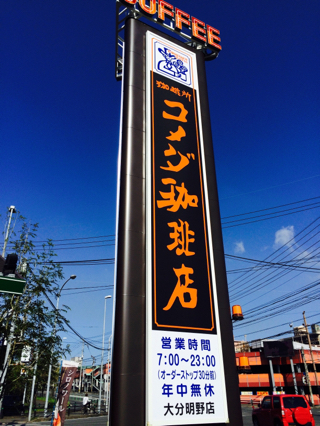 COFFEE
珈琲所
コメダ珈琲店
営業時間
7:00~23:00
(オーダーストップ30分前)
年中無休
大分明野店